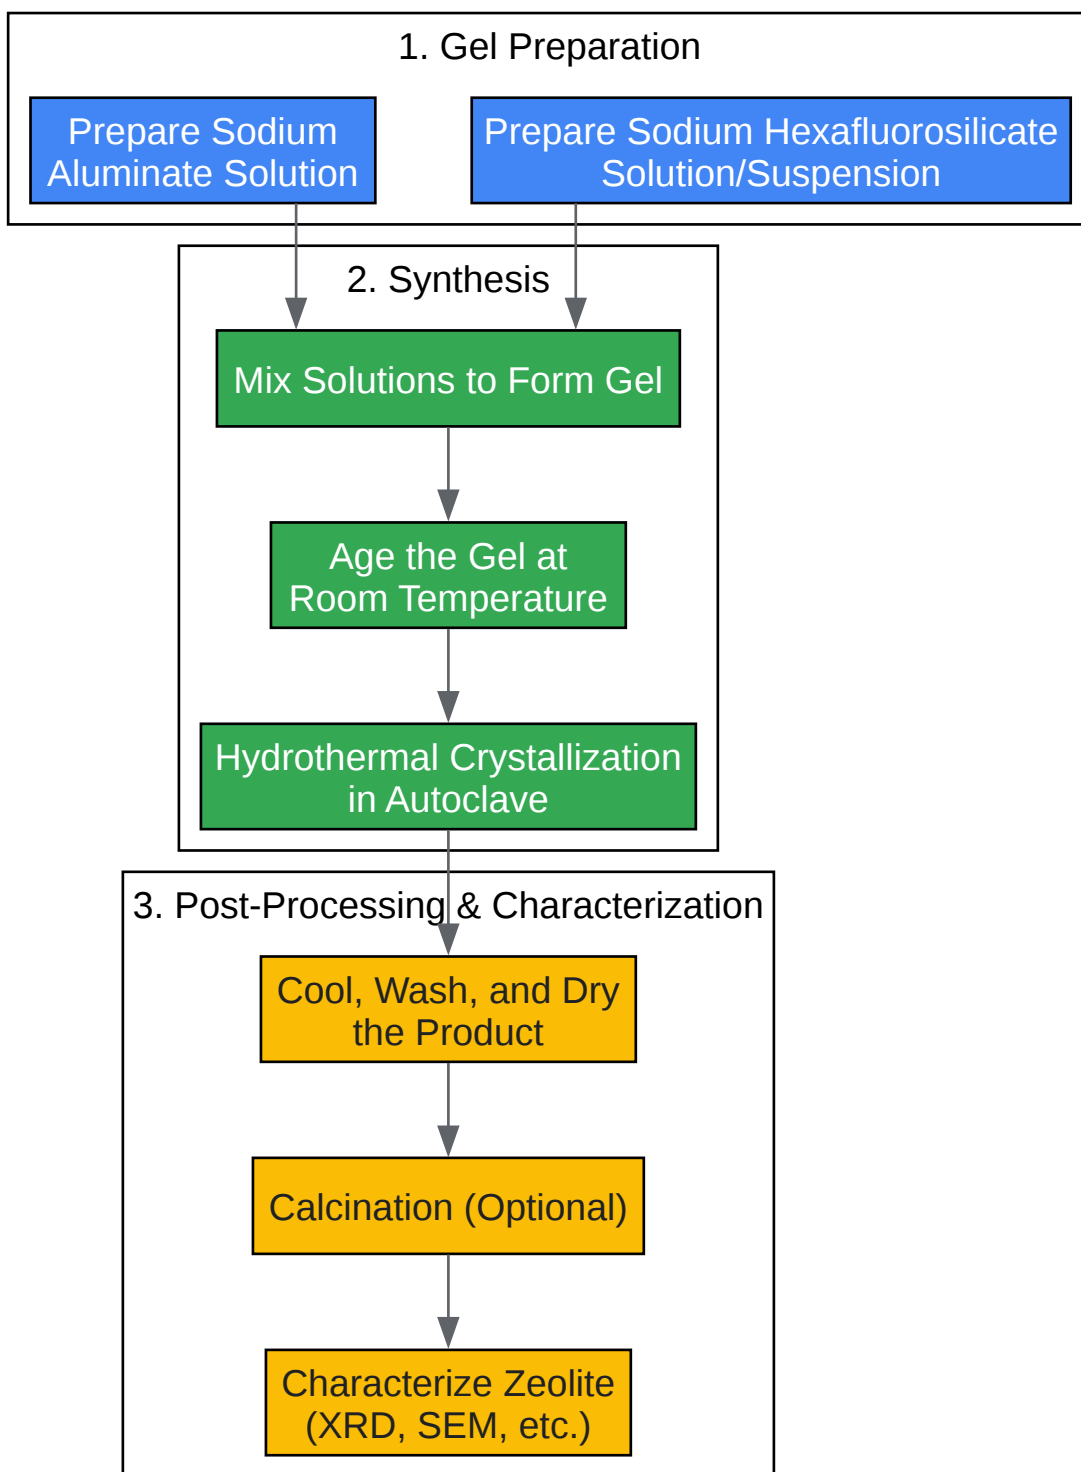 1. Gel Preparation
Prepare Sodium
Aluminate Solution
Prepare Sodium Hexafluorosilicate
Solution/Suspension
2. Synthesis
Mix Solutions to Form Gel
Age the Gel at
Room Temperature
Hydrothermal Crystallization
in Autoclave
3. Post-Processing & Characterization
Cool, Wash, and Dry
the Product
Calcination (Optional)
Characterize Zeolite
(XRD, SEM, etc.)